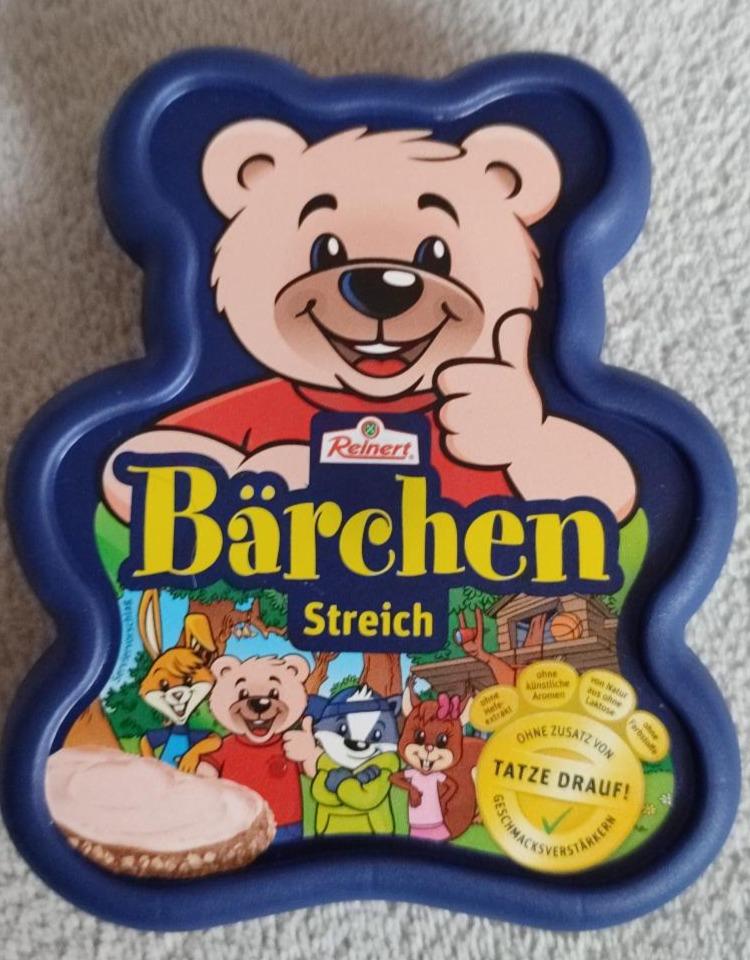 Reinert
Bärchen
Streich
ohne
Hefe-
extrakt
ohne
künstliche
Aromen
von Natur
aus ohne
Laktose
ohne
Farbstoffe
OHNE ZUSATZ VON
TATZE DRAUF!
GESCHMACKSVERSTÄRKERN